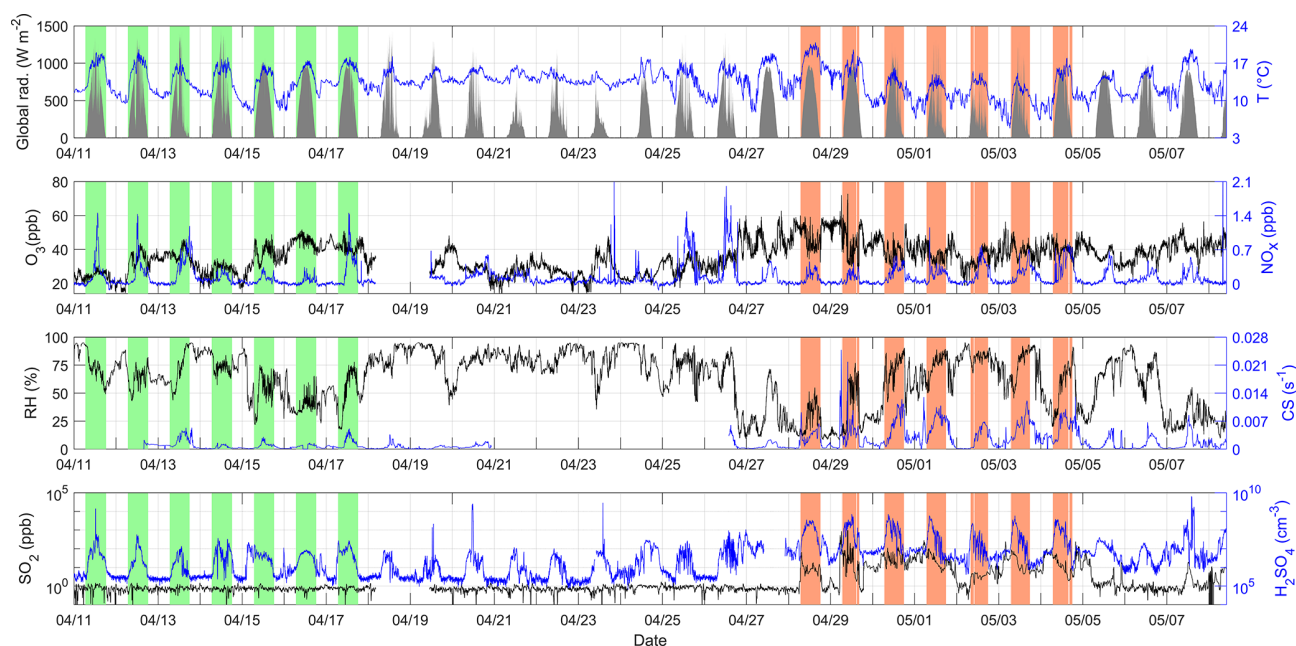 1500 24
1000 17
500 10
0 3
Global rad. (W m-2)
T (°C)
04/11 04/13 04/15 04/17 04/19 04/21 04/23 04/25 04/27 04/29 05/01 05/03 05/05 05/07
80 2.1
60 1.4
40 0.7
20 0
O3(ppb)
NOX (ppb)
04/11 04/13 04/15 04/17 04/19 04/21 04/23 04/25 04/27 04/29 05/01 05/03 05/05 05/07
100 0.028
75 0.021
50 0.014
25 0.007
0 0
RH (%)
CS (s-1)
04/11 04/13 04/15 04/17 04/19 04/21 04/23 04/25 04/27 04/29 05/01 05/03 05/05 05/07
105 1010
100 105
SO2 (ppb)
H2SO4 (cm-3)
04/11 04/13 04/15 04/17 04/19 04/21 04/23 04/25 04/27 04/29 05/01 05/03 05/05 05/07
Date